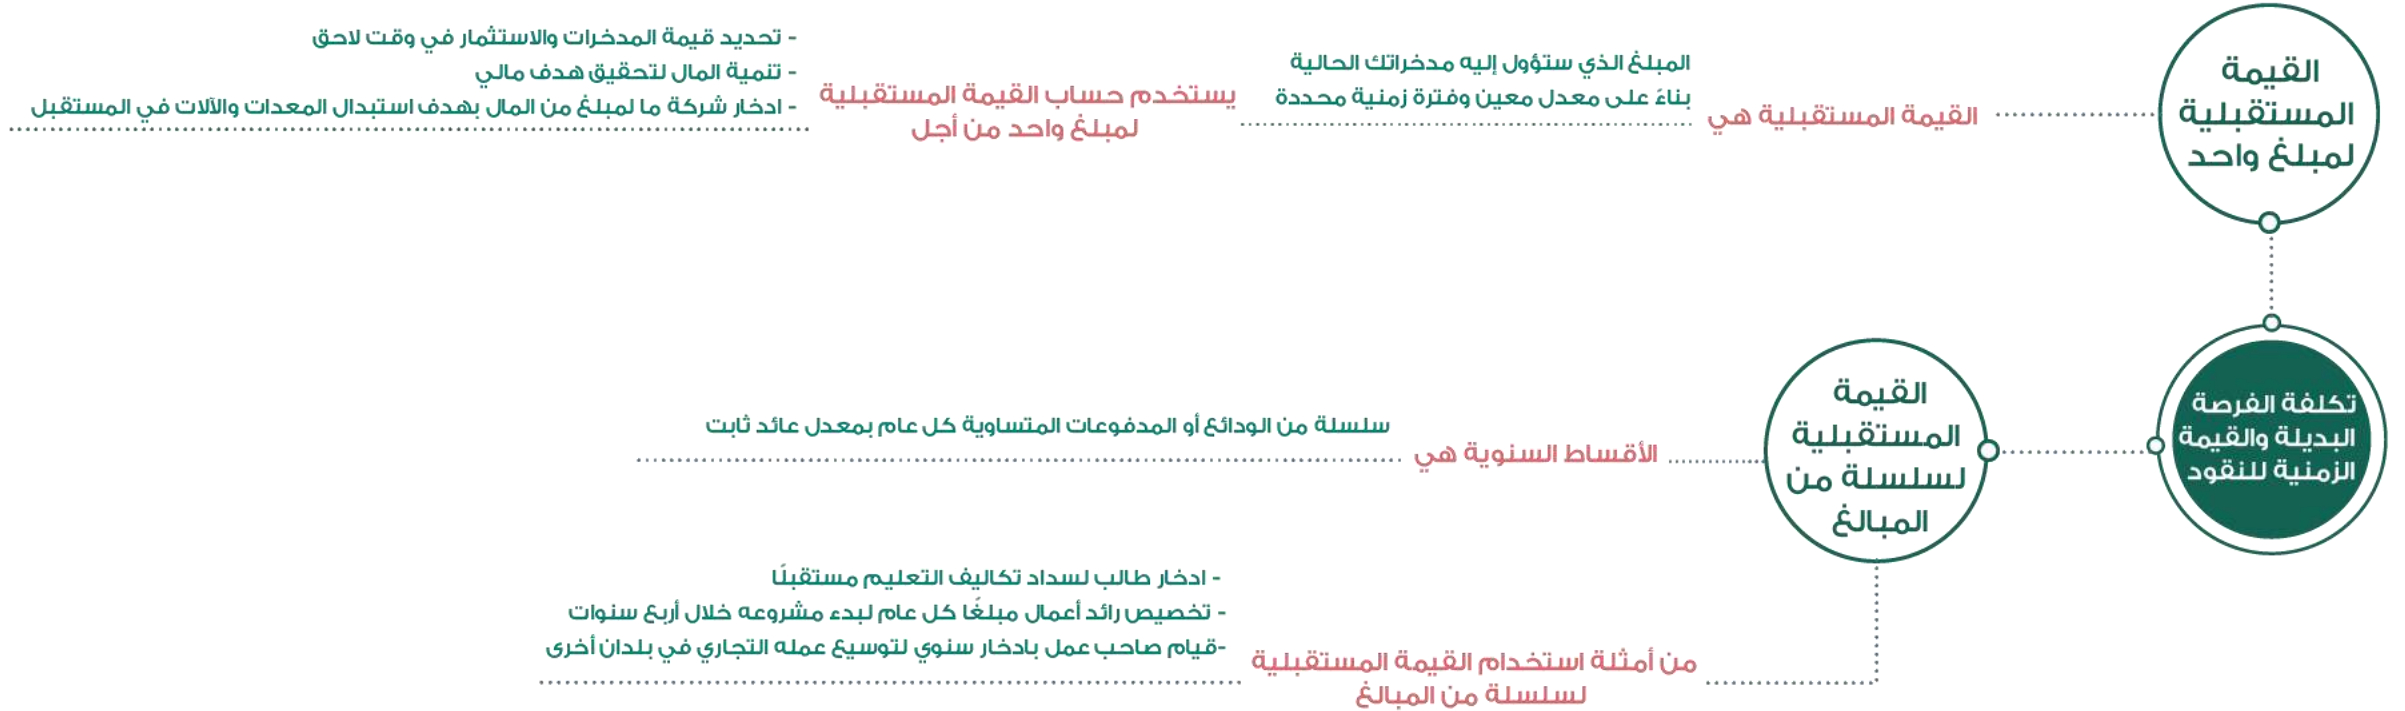 القيمة
المستقبلية
لمبلغ واحد
القيمة المستقبلية هي
المبلغ الذي ستؤول إليه مدخراتك الحالية
بناءً على معدل معين وفترة زمنية محددة
يستخدم حساب القيمة المستقبلية
لمبلغ واحد من أجل
- تحديد قيمة المدخرات والاستثمار في وقت لاحق
- تنمية المال لتحقيق هدف مالي
- ادخار شركة ما لمبلغ من المال بهدف استبدال المعدات والآلات في المستقبل
تكلفة الفرصة
البديلة والقيمة
الزمنية للنقود
القيمة
المستقبلية
لسلسلة من
المبالغ
الأقساط السنوية هي
سلسلة من الودائع أو المدفوعات المتساوية كل عام بمعدل عائد ثابت
من أمثلة استخدام القيمة المستقبلية
لسلسلة من المبالغ
- ادخار طالب لسداد تكاليف التعليم مستقبلًا
- تخصيص رائد أعمال مبلغًا كل عام لبدء مشروعه خلال أربع سنوات
-قيام صاحب عمل بادخار سنوي لتوسيع عمله التجاري في بلدان أخرى